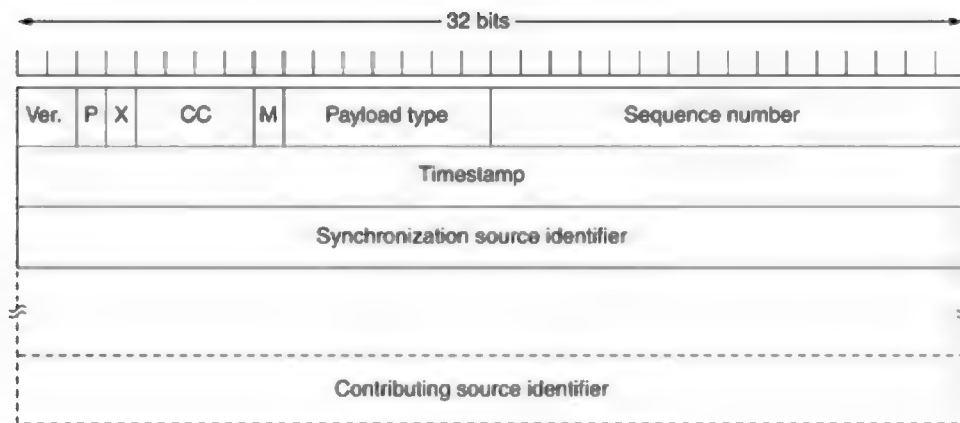 32 bits
Ver. P X CC M Payload type Sequence number
Timestamp
Synchronization source identifier
Contributing source identifier